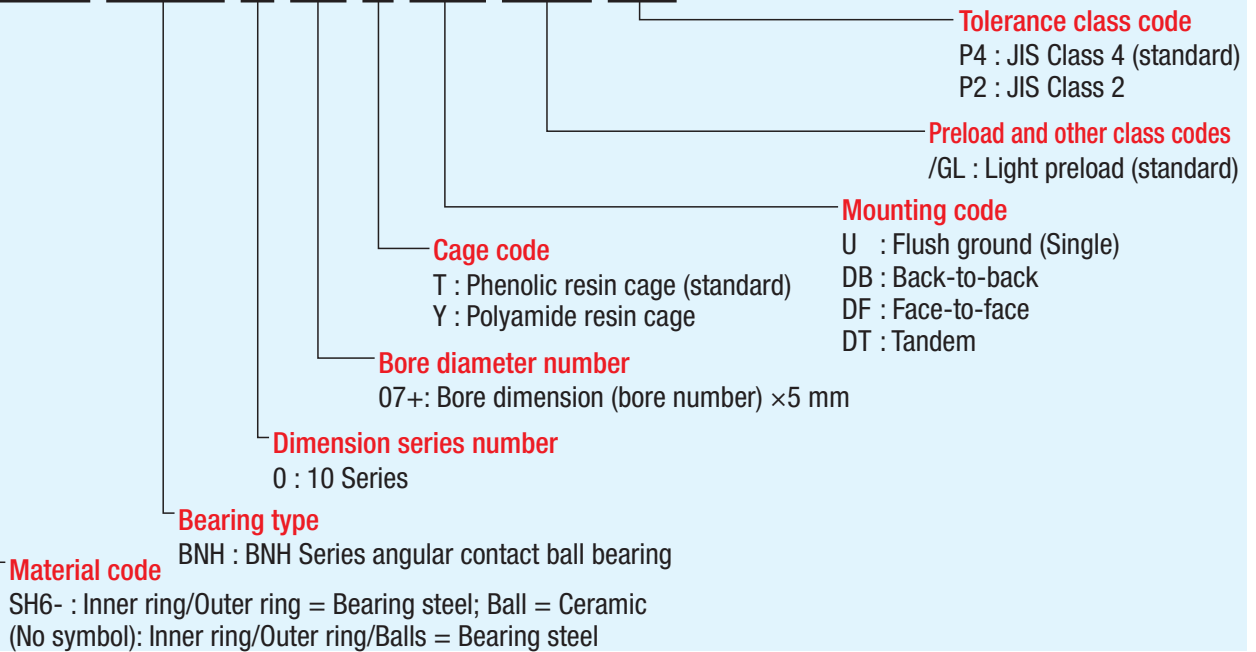 Tolerance class code
P4 : JIS Class 4 (standard)
P2 : JIS Class 2
Preload and other class codes
/GL : Light preload (standard)
Mounting code
U : Flush ground (Single)
DB : Back-to-back
DF : Face-to-face
DT : Tandem
Cage code
T : Phenolic resin cage (standard)
Y : Polyamide resin cage
Bore diameter number
07+: Bore dimension (bore number) ×5 mm
Dimension series number
0 : 10 Series
Bearing type
BNH : BNH Series angular contact ball bearing
Material code
SH6- : Inner ring/Outer ring = Bearing steel; Ball = Ceramic
(No symbol): Inner ring/Outer ring/Balls = Bearing steel